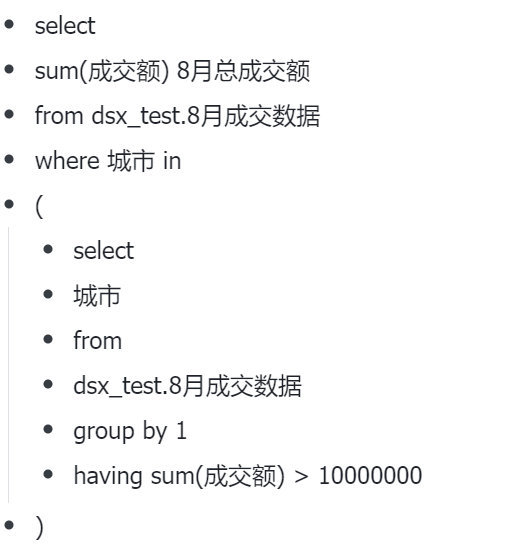 select
sum(成交额) 8月总成交额
from dsx_test.8月成交数据
where 城市 in
(
select
城市
from
dsx_test.8月成交数据
group by 1
having sum(成交额) > 10000000
)